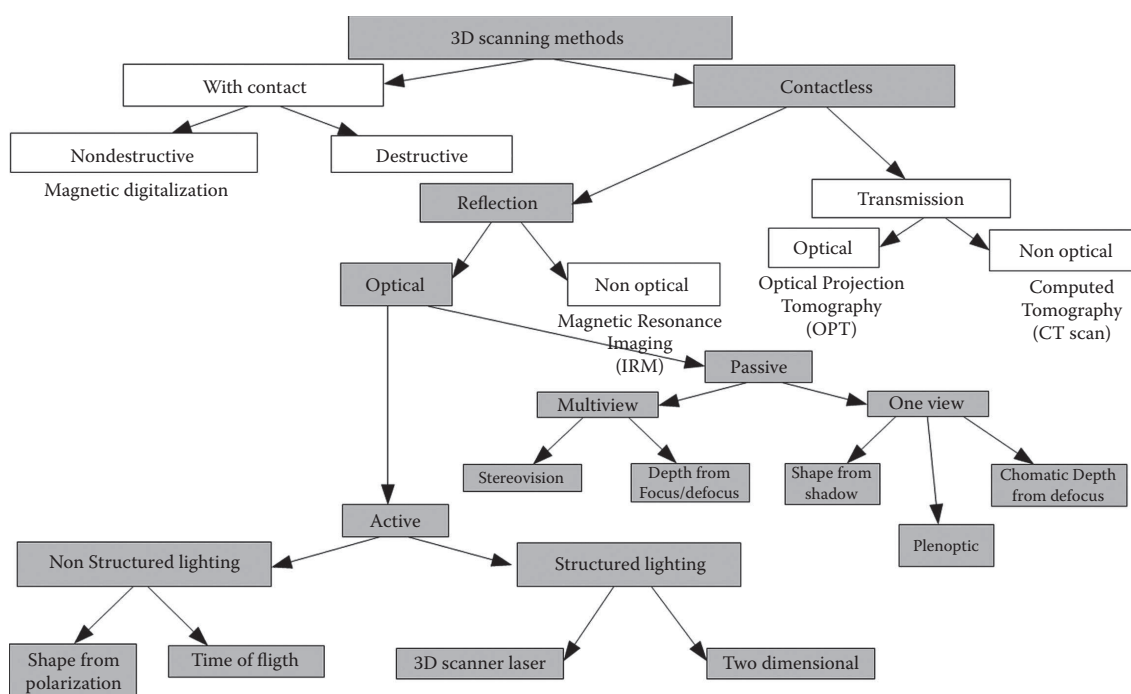 3D scanning methods
With contact
Contactless
Nondestructive
Destructive
Magnetic digitalization
Reflection
Transmission
Optical
Non optical
Optical Projection
Tomography
(OPT)
Computed
Tomography
(CT scan)
Optical
Non optical
Magnetic Resonance
Imaging
(IRM)
Passive
Multiview
One view
Stereovision
Depth from
Focus/defocus
Shape from
shadow
Chomatic Depth
from defocus
Plenoptic
Active
Non Structured lighting
Structured lighting
Shape from
polarization
Time of fligth
3D scanner laser
Two dimensional